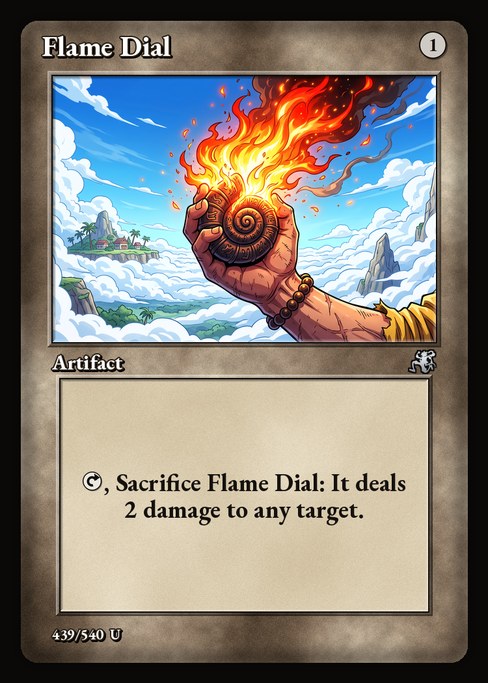 Flame Dial 1
Artifact
, Sacrifice Flame Dial: It deals
2 damage to any target.
439/540 U